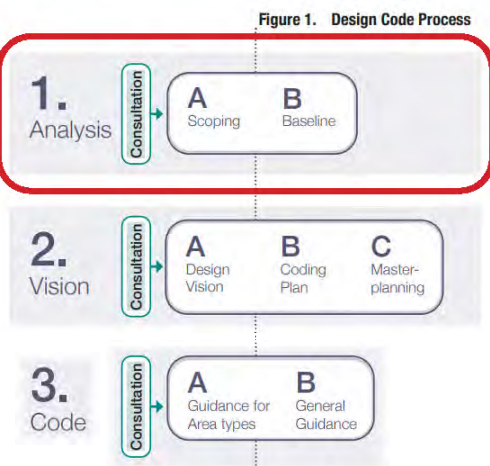 Figure 1. Design Code Process
1.
Analysis
Consultation
A
Scoping
B
Baseline
2.
Vision
Consultation
A
Design
Vision
B
Coding
Plan
C
Master-
planning
3.
Code
Consultation
A
Guidance for
Area types
B
General
Guidance